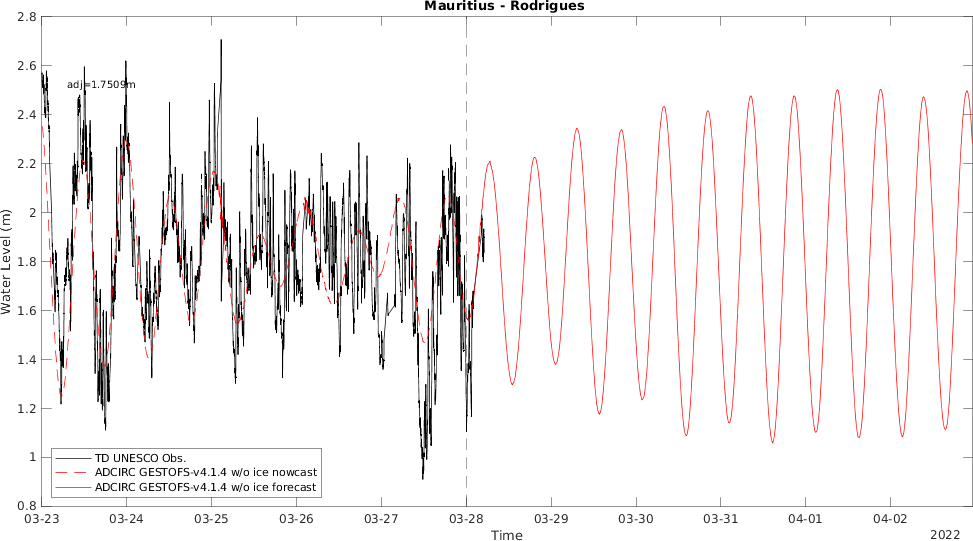 Mauritius - Rodrigues
2.8
2.6
2.4
2.2
2
1.8
1.6
1.4
1.2
1
0.8
Water Level (m)
adj=1.7509m
TD UNESCO Obs.
ADCIRC GESTOFS-v4.1.4 w/o ice nowcast
ADCIRC GESTOFS-v4.1.4 w/o ice forecast
03-23 03-24 03-25 03-26 03-27 03-28 03-29 03-30 03-31 04-01 04-02
Time
2022